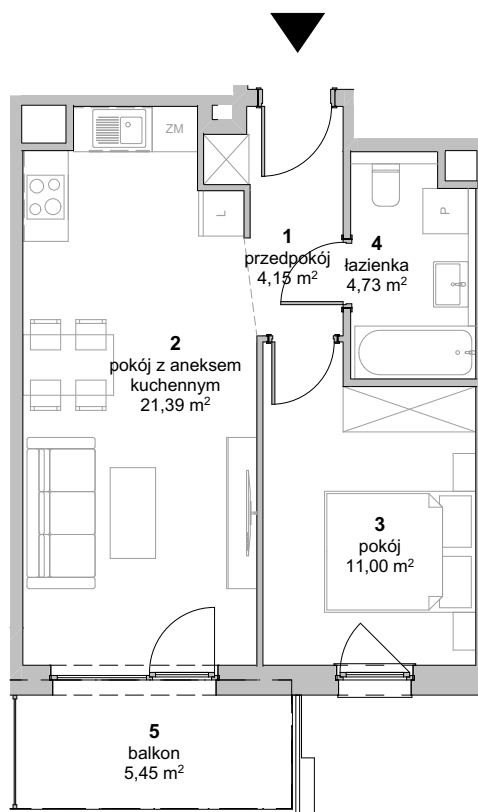 ZM
L
1
przedpokój
4,15 m²
4
łazienka
4,73 m²
P
2
pokój z aneksem
kuchennym
21,39 m²
3
pokój
11,00 m²
5
balkon
5,45 m²